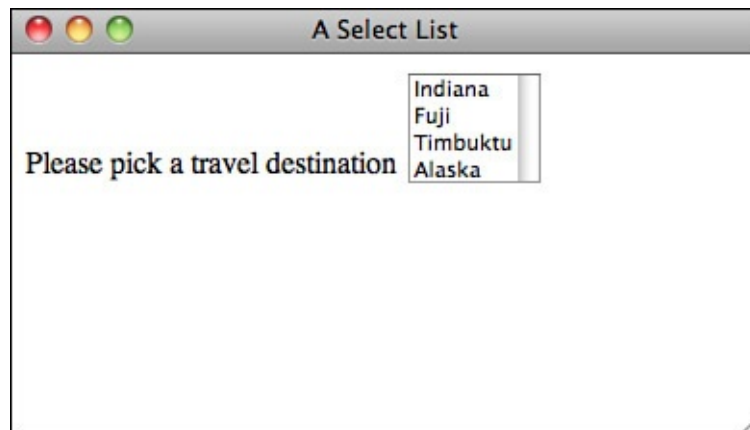 A Select List
Indiana
Fuji
Timbuktu
Please pick a travel destination Alaska